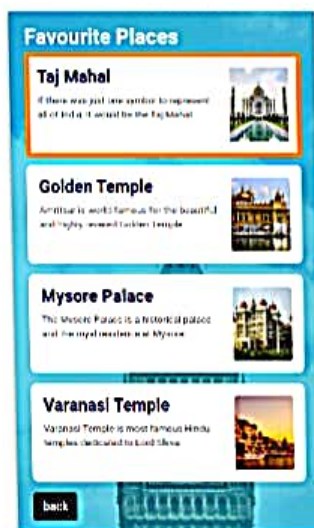 Favourite Places
Taj Mahal
If there was just one symbol to represent
all of India it would be the Taj Mahal
Golden Temple
Amritsar is world famous for the beautiful
and highly revered Golden Temple
Mysore Palace
The Mysore Palace is a historical palace
and the royal residence at Mysore
Varanasi Temple
Varanasi Temple is most famous Hindu
temples dedicated to Lord Shiva
back